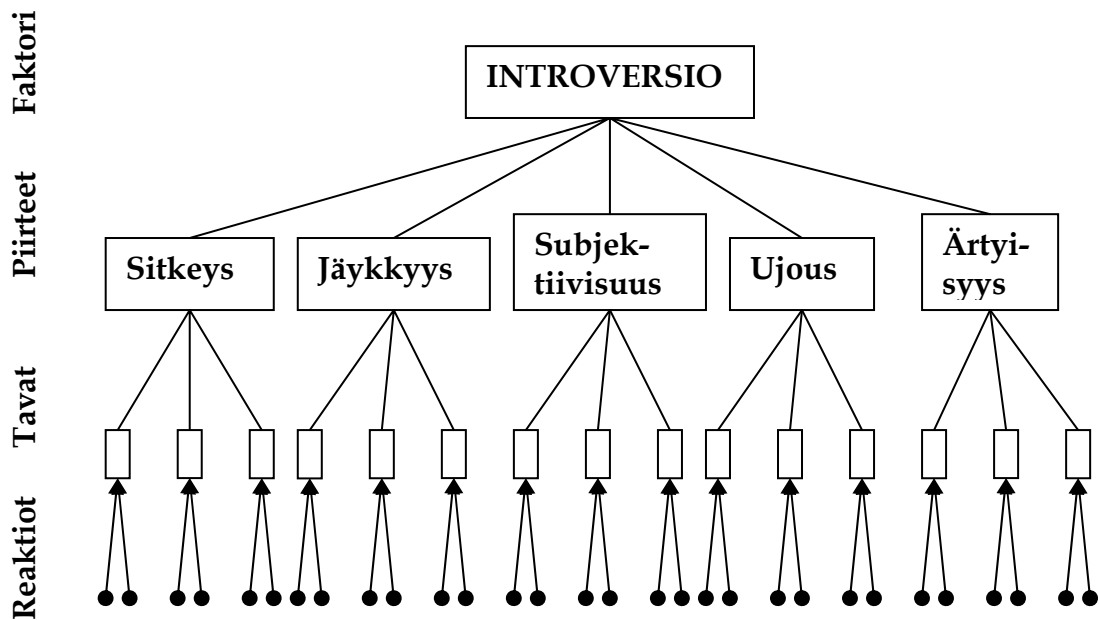 Faktori
INTROVERSIO
Piirteet
Sitkeys
Jäykkyys
Subjek-
tiivisuus
Ujous
Ärtyi-
syys
Tavat
Reaktiot